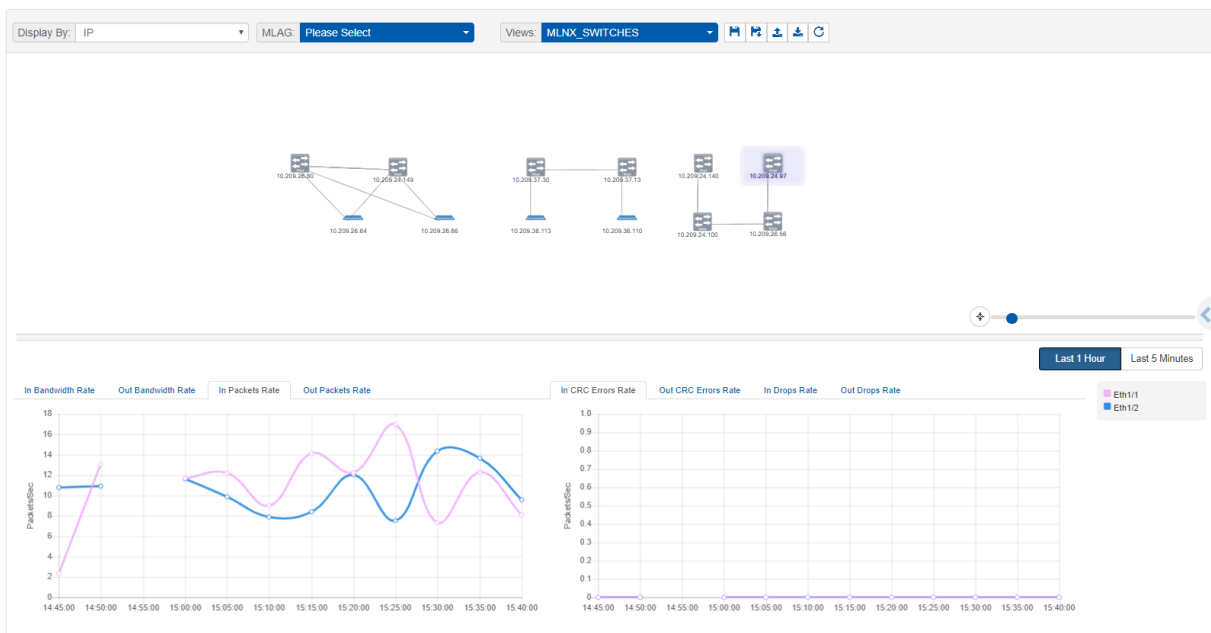 Display By: IP MLAG: Please Select Views: MLNX_SWITCHES
10.209.26.60 10.209.24.149 10.209.37.30 10.209.37.13 10.209.24.140 10.209.24.97
10.209.26.64 10.209.26.66 10.209.36.113 10.209.36.110 10.209.24.100 10.209.26.56
Last 1 Hour Last 5 Minutes
In Bandwidth Rate Out Bandwidth Rate In Packets Rate Out Packets Rate
In CRC Errors Rate Out CRC Errors Rate In Drops Rate Out Drops Rate
Eth1/1
Eth1/2
Packets/Sec
18
16
14
12
10
8
6
4
2
0
14:45:00 14:50:00 14:55:00 15:00:00 15:05:00 15:10:00 15:15:00 15:20:00 15:25:00 15:30:00 15:35:00 15:40:00
Packets/Sec
1.0
0.9
0.8
0.7
0.6
0.5
0.4
0.3
0.2
0.1
0
14:45:00 14:50:00 14:55:00 15:00:00 15:05:00 15:10:00 15:15:00 15:20:00 15:25:00 15:30:00 15:35:00 15:40:00